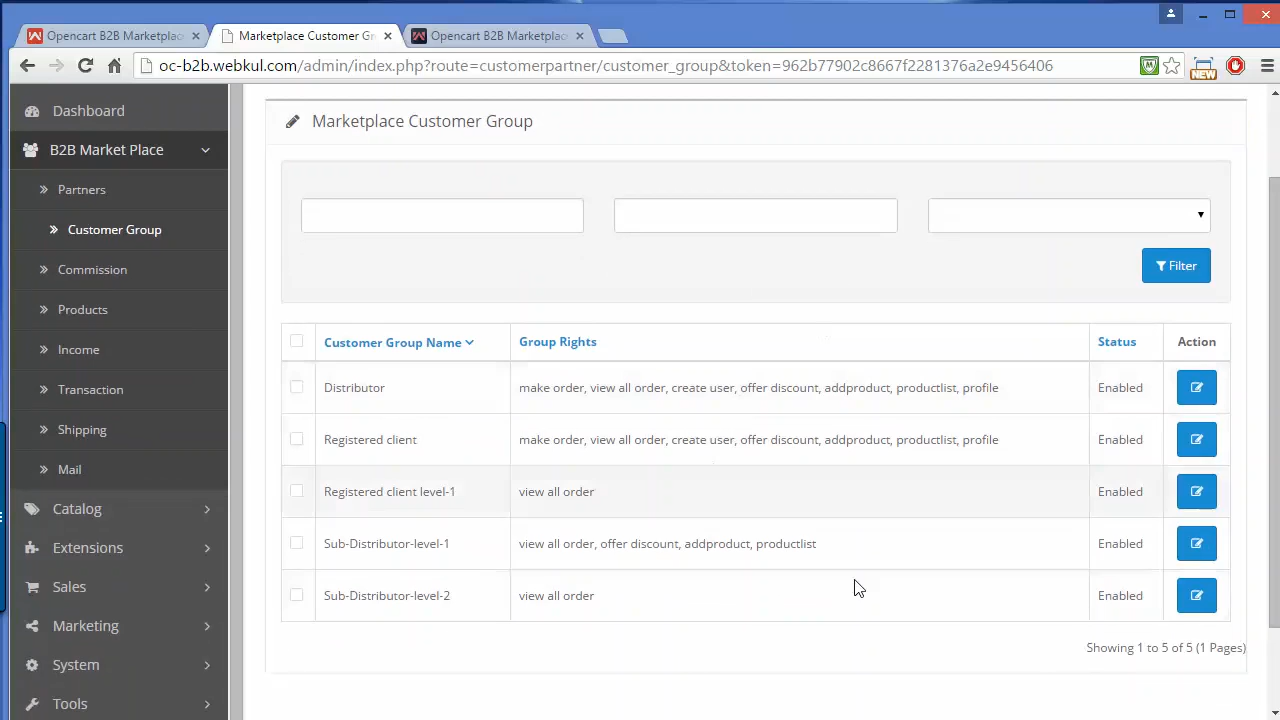 Opencart B2B Marketplac
Marketplace Customer Gr
Opencart B2B Marketplac
oc-b2b.webkul.com/admin/index.php?route=customerpartner/customer_group&token=962b77902c8667f2281376a2e9456406
NEW
Dashboard
B2B Market Place
Partners
Customer Group
Commission
Products
Income
Transaction
Shipping
Mail
Catalog
Extensions
Sales
Marketing
System
Tools
Marketplace Customer Group
Filter
Customer Group Name Group Rights Status Action
Distributor make order, view all order, create user, offer discount, addproduct, productlist, profile Enabled
Registered client make order, view all order, create user, offer discount, addproduct, productlist, profile Enabled
Registered client level-1 view all order Enabled
Sub-Distributor-level-1 view all order, offer discount, addproduct, productlist Enabled
Sub-Distributor-level-2 view all order Enabled
Showing 1 to 5 of 5 (1 Pages)